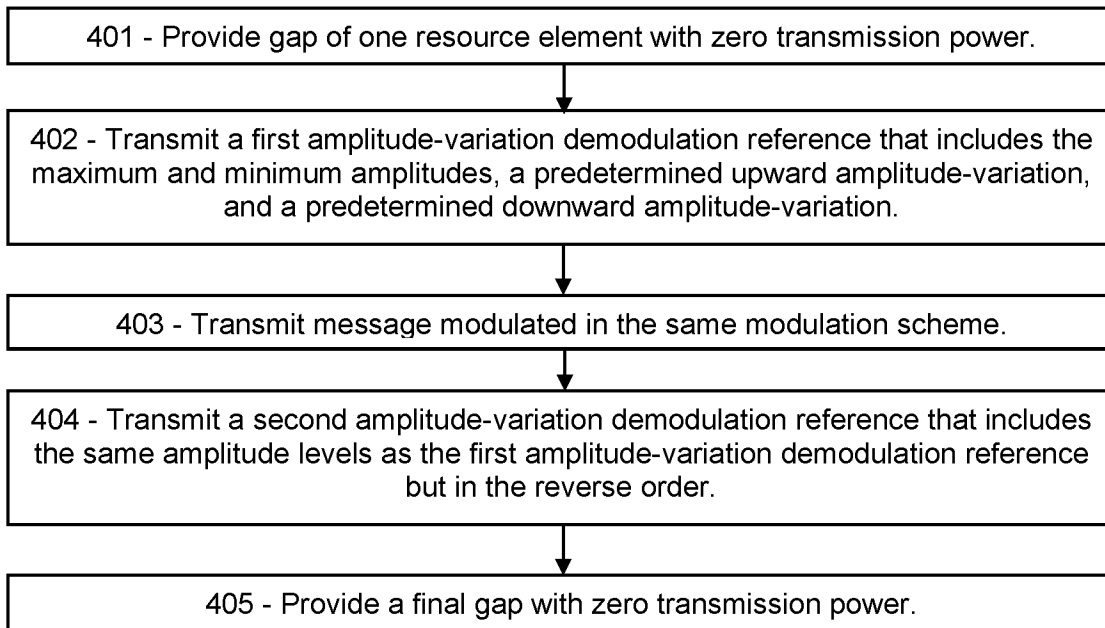 401 - Provide gap of one resource element with zero transmission power.
402 - Transmit a first amplitude-variation demodulation reference that includes the
maximum and minimum amplitudes, a predetermined upward amplitude-variation,
and a predetermined downward amplitude-variation.
403 - Transmit message modulated in the same modulation scheme.
404 - Transmit a second amplitude-variation demodulation reference that includes
the same amplitude levels as the first amplitude-variation demodulation reference
but in the reverse order.
405 - Provide a final gap with zero transmission power.